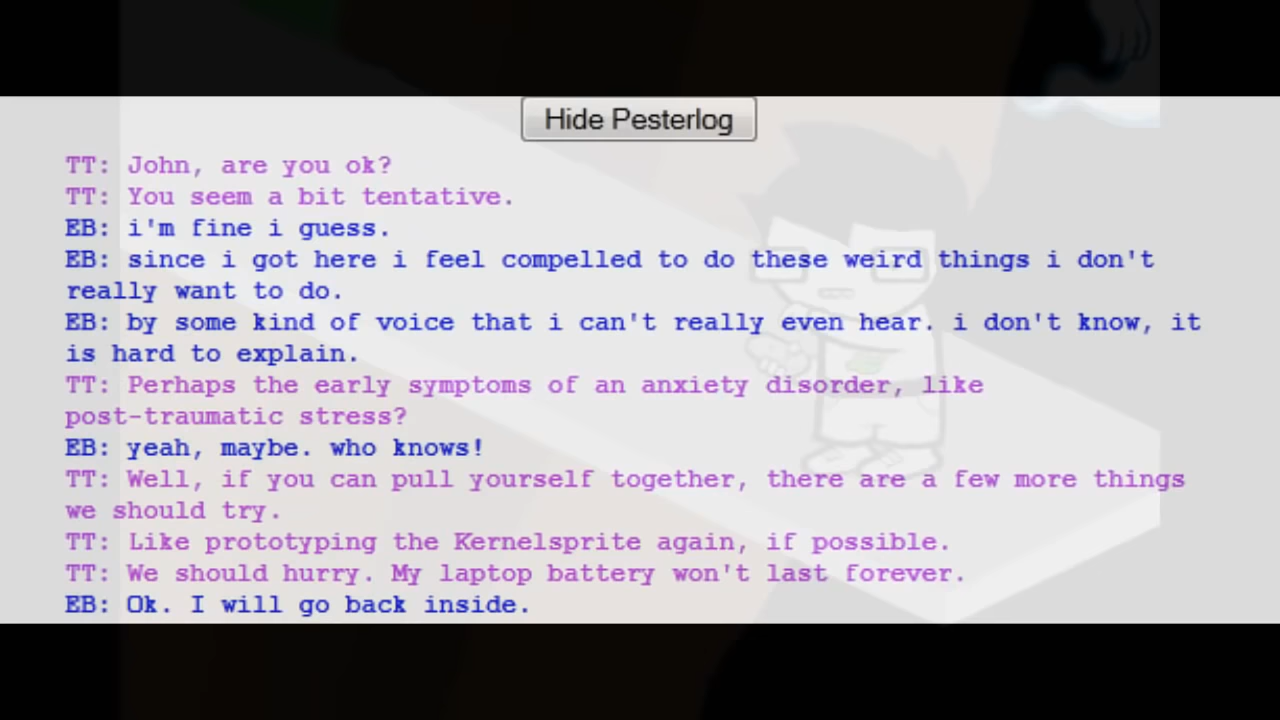 Hide Pesterlog
TT: John, are you ok?
TT: You seem a bit tentative.
EB: i'm fine i guess.
EB: since i got here i feel compelled to do these weird things i don't
really want to do.
EB: by some kind of voice that i can't really even hear. i don't know, it
is hard to explain.
TT: Perhaps the early symptoms of an anxiety disorder, like
post-traumatic stress?
EB: yeah, maybe. who knows!
TT: Well, if you can pull yourself together, there are a few more things
we should try.
TT: Like prototyping the Kernelsprite again, if possible.
TT: We should hurry. My laptop battery won't last forever.
EB: Ok. I will go back inside.